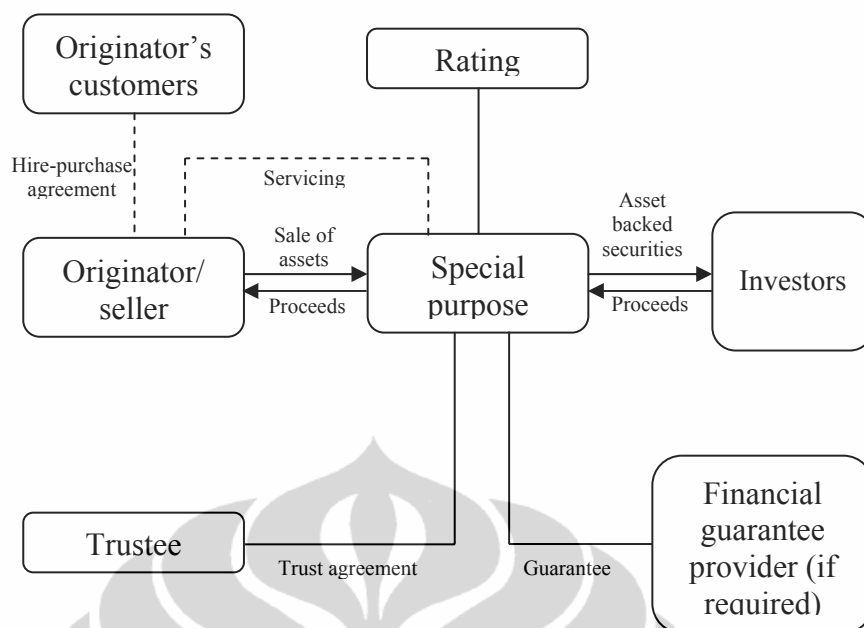 Originator’s
customers
Rating
Hire-purchase
agreement
Servicing
Asset
backed
securities
Sale of
assets
Originator/
seller
Special
purpose
Investors
Proceeds
Proceeds
Financial
guarantee
provider (if
required)
Trustee
Trust agreement
Guarantee